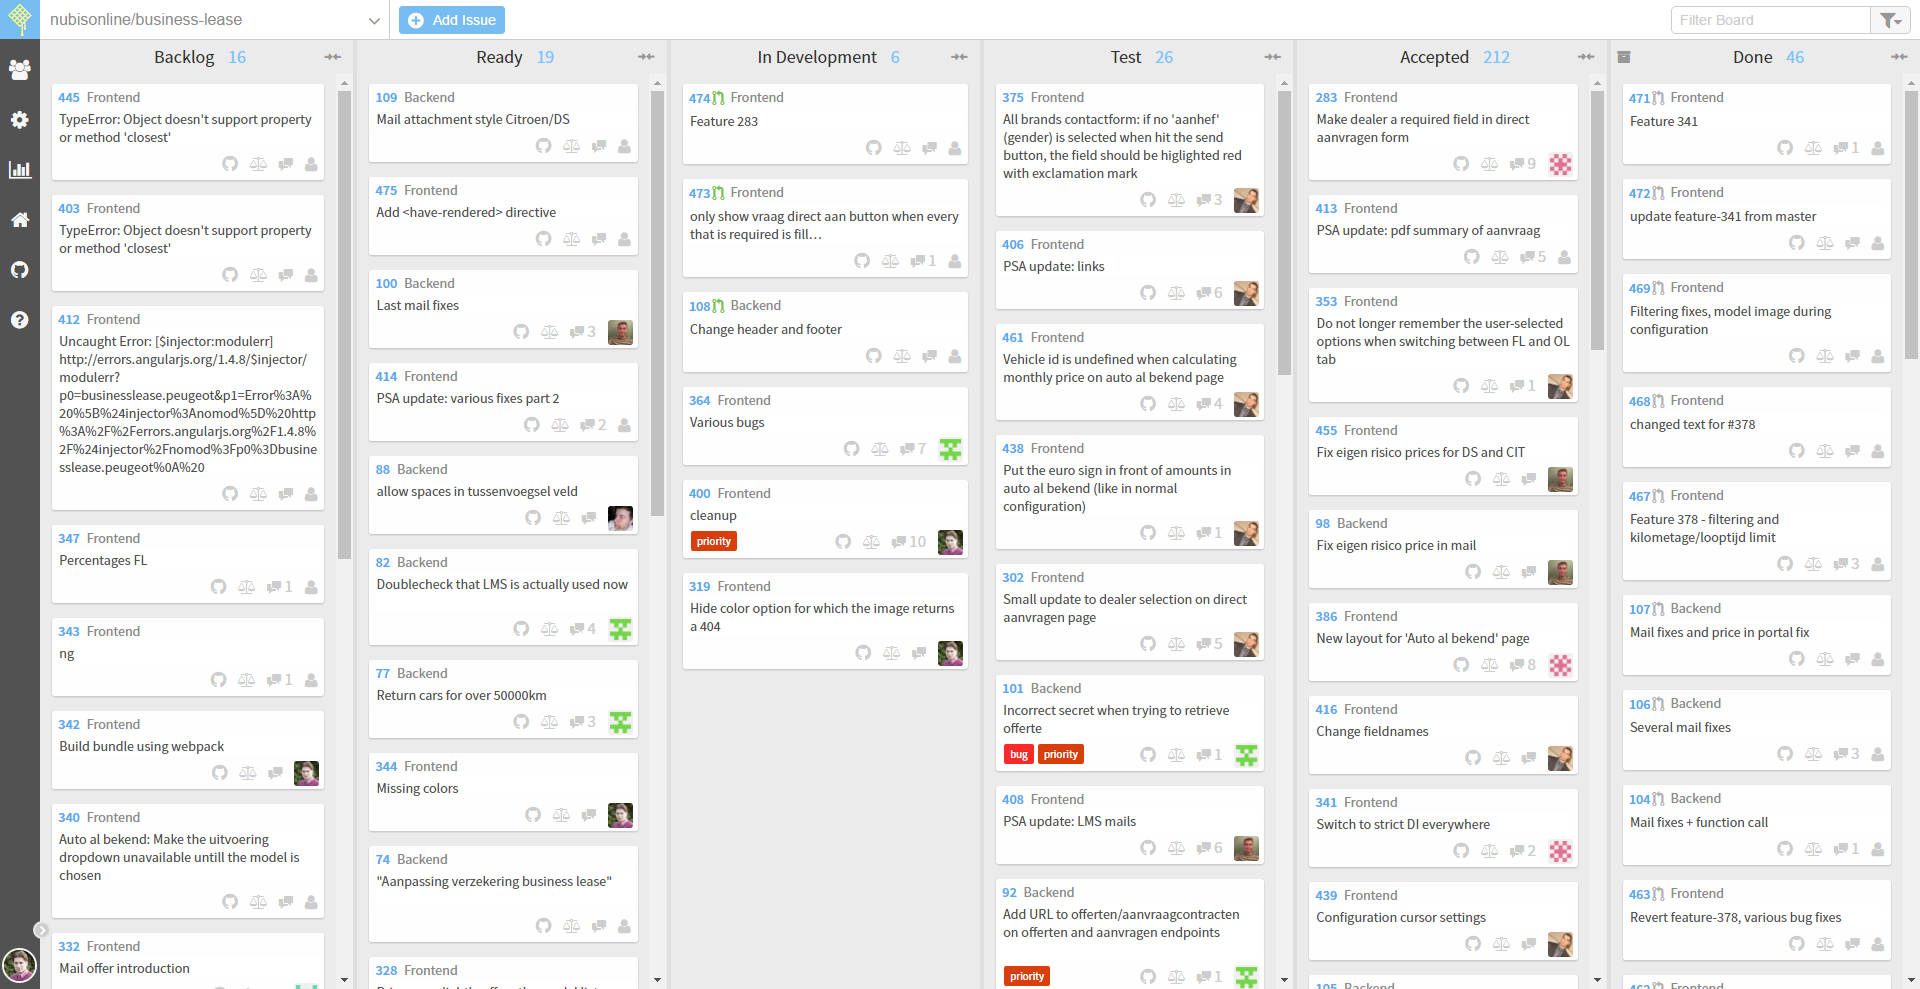 nubisonline/business-lease
Add Issue
Filter Board
Backlog 16
445 Frontend
TypeError: Object doesn't support property
or method 'closest'
403 Frontend
TypeError: Object doesn't support property
or method 'closest'
412 Frontend
Uncaught Error: [$injector:modulerr]
http://errors.angularjs.org/1.4.8/$injector/
modulerr?
p0=businesslease.peugeot&p1=Error%3A%
20%5B%24injector%3Anomod%5D%20http
%3A%2F%2Ferrors.angularjs.org%2F1.4.8%
2F%24injector%2Fnomod%3Fp0%3Dbusine
sslease.peugeot%0A%20
347 Frontend
Percentages FL
1
343 Frontend
ng
1
342 Frontend
Build bundle using webpack
340 Frontend
Auto al bekend: Make the uitvoering
dropdown unavailable untill the model is
chosen
332 Frontend
Mail offer introduction
Ready 19
109 Backend
Mail attachment style Citroen/DS
475 Frontend
Add <have-rendered> directive
100 Backend
Last mail fixes
3
414 Frontend
PSA update: various fixes part 2
2
88 Backend
allow spaces in tussenvoegsel veld
82 Backend
Doublecheck that LMS is actually used now
4
77 Backend
Return cars for over 50000km
3
344 Frontend
Missing colors
74 Backend
"Aanpassing verzekering business lease"
328 Frontend
In Development 6
474 Frontend
Feature 283
473 Frontend
only show vraag direct aan button when every
that is required is fill…
1
108 Backend
Change header and footer
364 Frontend
Various bugs
7
400 Frontend
cleanup
priority 10
319 Frontend
Hide color option for which the image returns
a 404
Test 26
375 Frontend
All brands contactform: if no 'aanhef'
(gender) is selected when hit the send
button, the field should be higlighted red
with exclamation mark
3
406 Frontend
PSA update: links
6
461 Frontend
Vehicle id is undefined when calculating
monthly price on auto al bekend page
4
438 Frontend
Put the euro sign in front of amounts in
auto al bekend (like in normal
configuration)
1
302 Frontend
Small update to dealer selection on direct
aanvragen page
5
101 Backend
Incorrect secret when trying to retrieve
offerte
bug priority 1
408 Frontend
PSA update: LMS mails
6
92 Backend
Add URL to offerten/aanvraagcontracten
on offerten and aanvragen endpoints
priority 1
Accepted 212
283 Frontend
Make dealer a required field in direct
aanvragen form
9
413 Frontend
PSA update: pdf summary of aanvraag
5
353 Frontend
Do not longer remember the user-selected
options when switching between FL and OL
tab
1
455 Frontend
Fix eigen risico prices for DS and CIT
98 Backend
Fix eigen risico price in mail
386 Frontend
New layout for 'Auto al bekend' page
8
416 Frontend
Change fieldnames
341 Frontend
Switch to strict DI everywhere
2
439 Frontend
Configuration cursor settings
105 Backend
Done 46
471 Frontend
Feature 341
1
472 Frontend
update feature-341 from master
469 Frontend
Filtering fixes, model image during
configuration
468 Frontend
changed text for #378
467 Frontend
Feature 378 - filtering and
kilometage/looptijd limit
3
107 Backend
Mail fixes and price in portal fix
106 Backend
Several mail fixes
3
104 Backend
Mail fixes + function call
1
463 Frontend
Revert feature-378, various bug fixes
462 Frontend